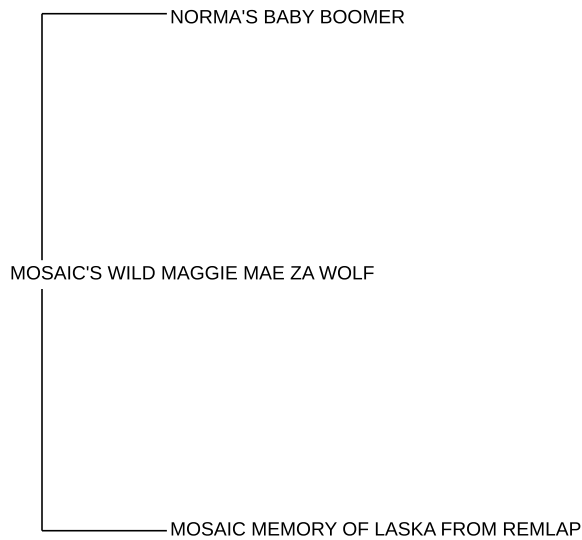 NORMA'S BABY BOOMER
MOSAIC'S WILD MAGGIE MAE ZA WOLF
MOSAIC MEMORY OF LASKA FROM REMLAP